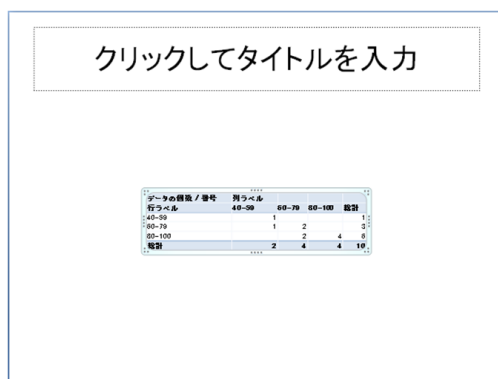 クリックしてタイトルを入力
データの個数 / 番号 列ラベル
行ラベル 40-59 60-79 80-100 総計
40-59 1 1
60-79 1 2 3
80-100 2 4 6
総計 2 4 4 10